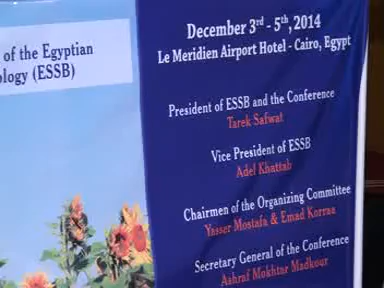 of the Egyptian
ology (ESSB)
December 3rd - 5th, 2014
Le Meridien Airport Hotel - Cairo, Egypt
President of ESSB and the Conference
Tarek Safwat
Vice President of ESSB
Adel Khattab
Chairmen of the Organizing Committee
Yasser Mostafa & Emad Korraa
Secretary General of the Conference
Ashraf Mokhtar Madkour